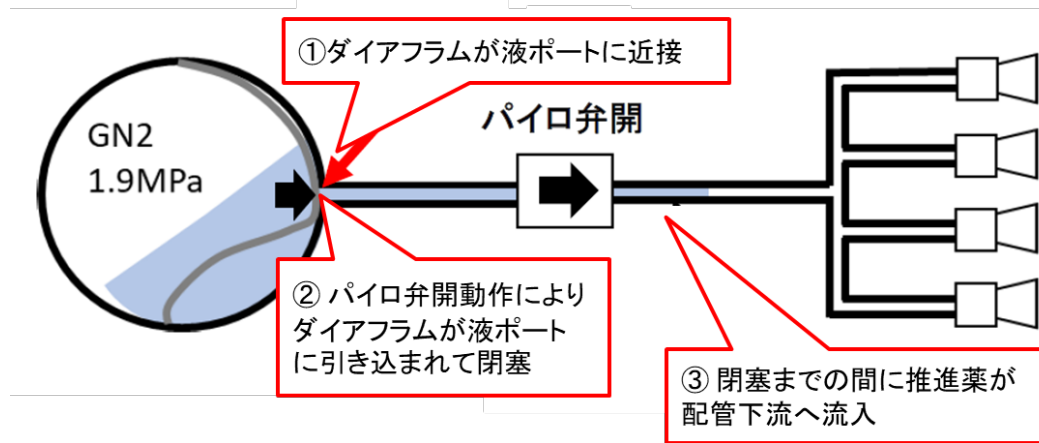 ①ダイアフラムが液ポートに近接
パイロ弁開
GN2
1.9MPa
② パイロ弁開動作により
ダイアフラムが液ポート
に引き込まれて閉塞
③ 閉塞までの間に推進薬が
配管下流へ流入